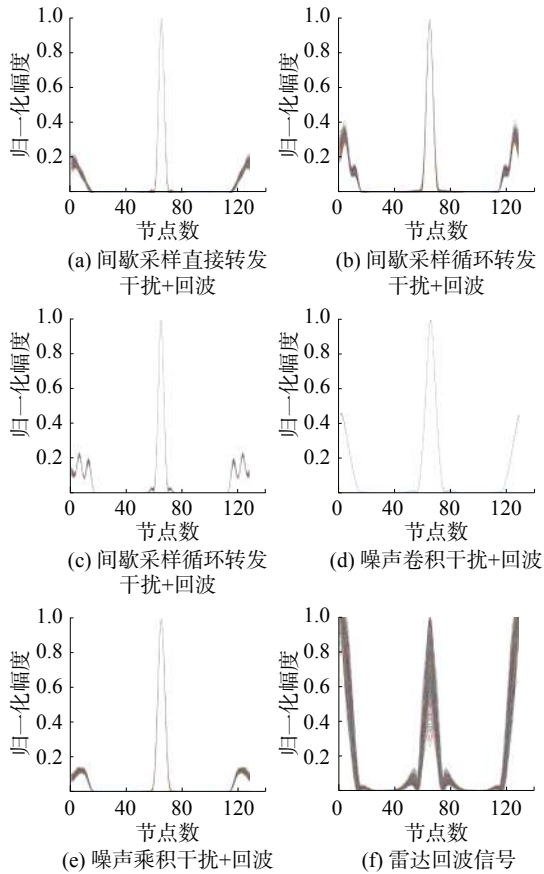 1.0
0.8
0.6
0.4
0.2
归一化幅度
0 40 80 120
节点数
(a) 间歇采样直接转发
干扰+回波
1.0
0.8
0.6
0.4
0.2
归一化幅度
0 40 80 120
节点数
(b) 间歇采样循环转发
干扰+回波
1.0
0.8
0.6
0.4
0.2
归一化幅度
0 40 80 120
节点数
(c) 间歇采样循环转发
干扰+回波
1.0
0.8
0.6
0.4
0.2
归一化幅度
0 40 80 120
节点数
(d) 噪声卷积干扰+回波
1.0
0.8
0.6
0.4
0.2
归一化幅度
0 40 80 120
节点数
(e) 噪声乘积干扰+回波
1.0
0.8
0.6
0.4
0.2
归一化幅度
0 40 80 120
节点数
(f) 雷达回波信号